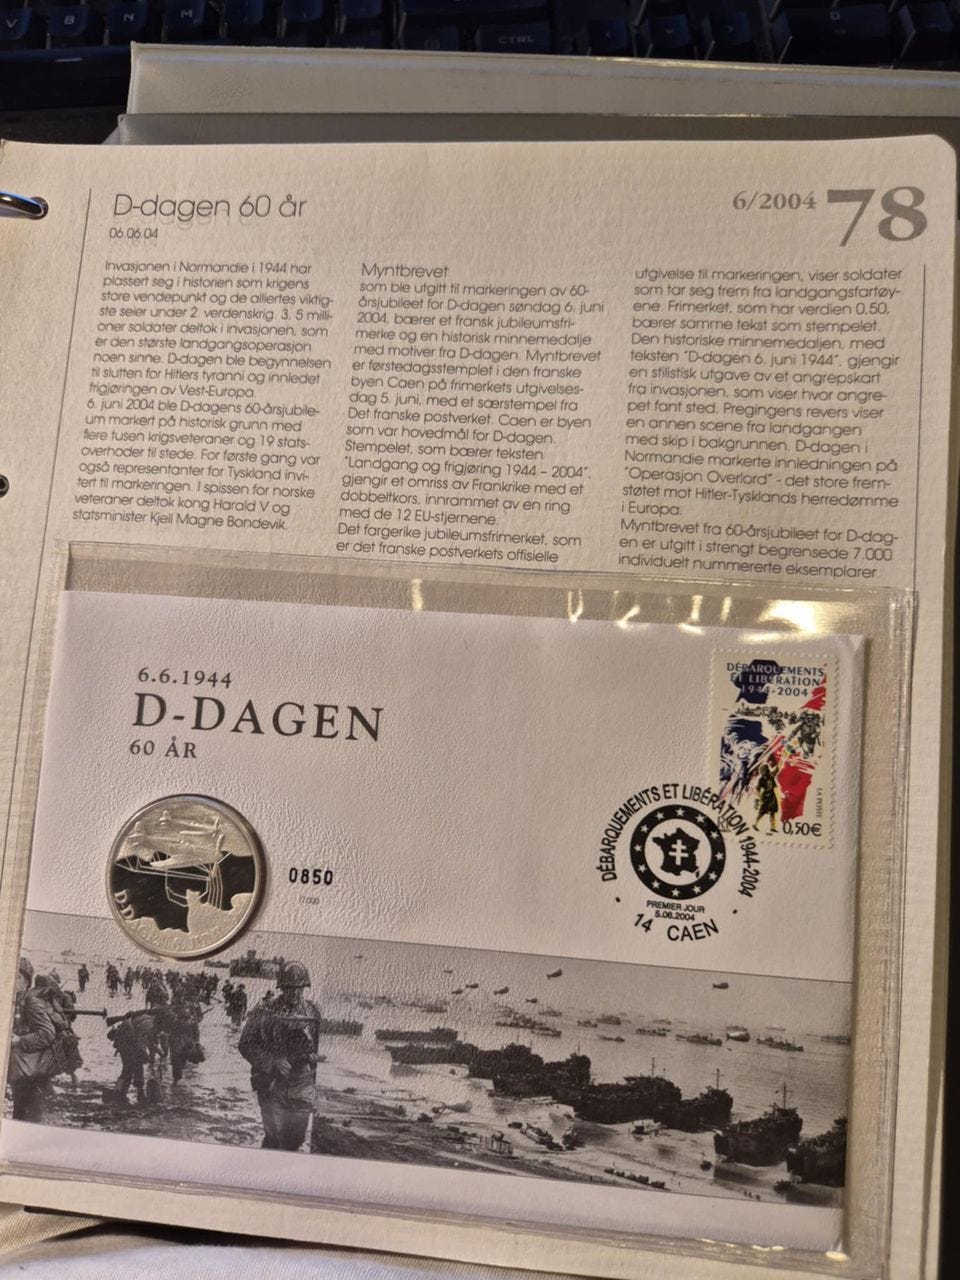 V
B
N
M
CTRL
D-dagen 60 år
06.06.04
6/2004 78
Invasjonen i Normandie i 1944 har
plassert seg i historien som krigens
store vendepunkt og de alliertes viktig-
ste seier under 2. verdenskrig. 3, 5 milli-
oner soldater deltok i invasjonen, som
er den største landgangsoperasjon
noen sinne. D-dagen ble begynnelsen
til slutten for Hitlers tyranni og innledet
frigjøringen av Vest-Europa.
6. juni 2004 ble D-dagens 60-årsjubile-
um markert på historisk grunn med
flere tusen krigsveteraner og 19 stats-
overhoder til stede. For første gang var
også representanter for Tyskland invi-
tert til markeringen. I spissen for norske
veteraner deltok kong Harald V og
statsminister Kjell Magne Bondevik.
Myntbrevet
som ble utgitt til markeringen av 60-
årsjubileet for D-dagen søndag 6. juni
2004, bærer et fransk jubileumsfri-
merke og en historisk minnemedalje
med motiver fra D-dagen. Myntbrevet
er førstedagsstemplet i den franske
byen Caen på frimerkets utgivelses-
dag 5. juni, med et særstempel fra
Det franske postverket. Caen er byen
som var hovedmål for D-dagen.
Stempelet, som bærer teksten
"Landgang og frigjøring 1944 – 2004",
gjengir et omriss av Frankrike med et
dobbeltkors, innrammet av en ring
med de 12 EU-stjernene.
Det fargerike jubileumsfrimerket, som
er det franske postverkets offisielle
utgivelse til markeringen, viser soldater
som tar seg frem fra landgangsfartøy-
ene. Frimerket, som har verdien 0,50,
bærer samme tekst som stempelet.
Den historiske minnemedaljen, med
teksten "D-dagen 6. juni 1944", gjengir
en stilistisk utgave av et angrepskart
fra invasjonen, som viser hvor angre-
pet fant sted. Pregingens revers viser
en annen scene fra landgangen
med skip i bakgrunnen. D-dagen i
Normandie markerte innledningen på
"Operasjon Overlord" - det store frem-
støtet mot Hitler-Tysklands herredømme
i Europa.
Myntbrevet fra 60-årsjubileet for D-dag-
en er utgitt i strengt begrensede 7.000
individuelt nummererte eksemplarer.
6.6.1944
D-DAGEN
60 ÅR
DÉBARQUEMENTS
ET LIBÉRATION
1944-2004
LA POSTE
0,50€
DÉBARQUEMENTS ET LIBÉRATION 1944-2004
PREMIER JOUR
5.06.2004
14 CAEN
0850